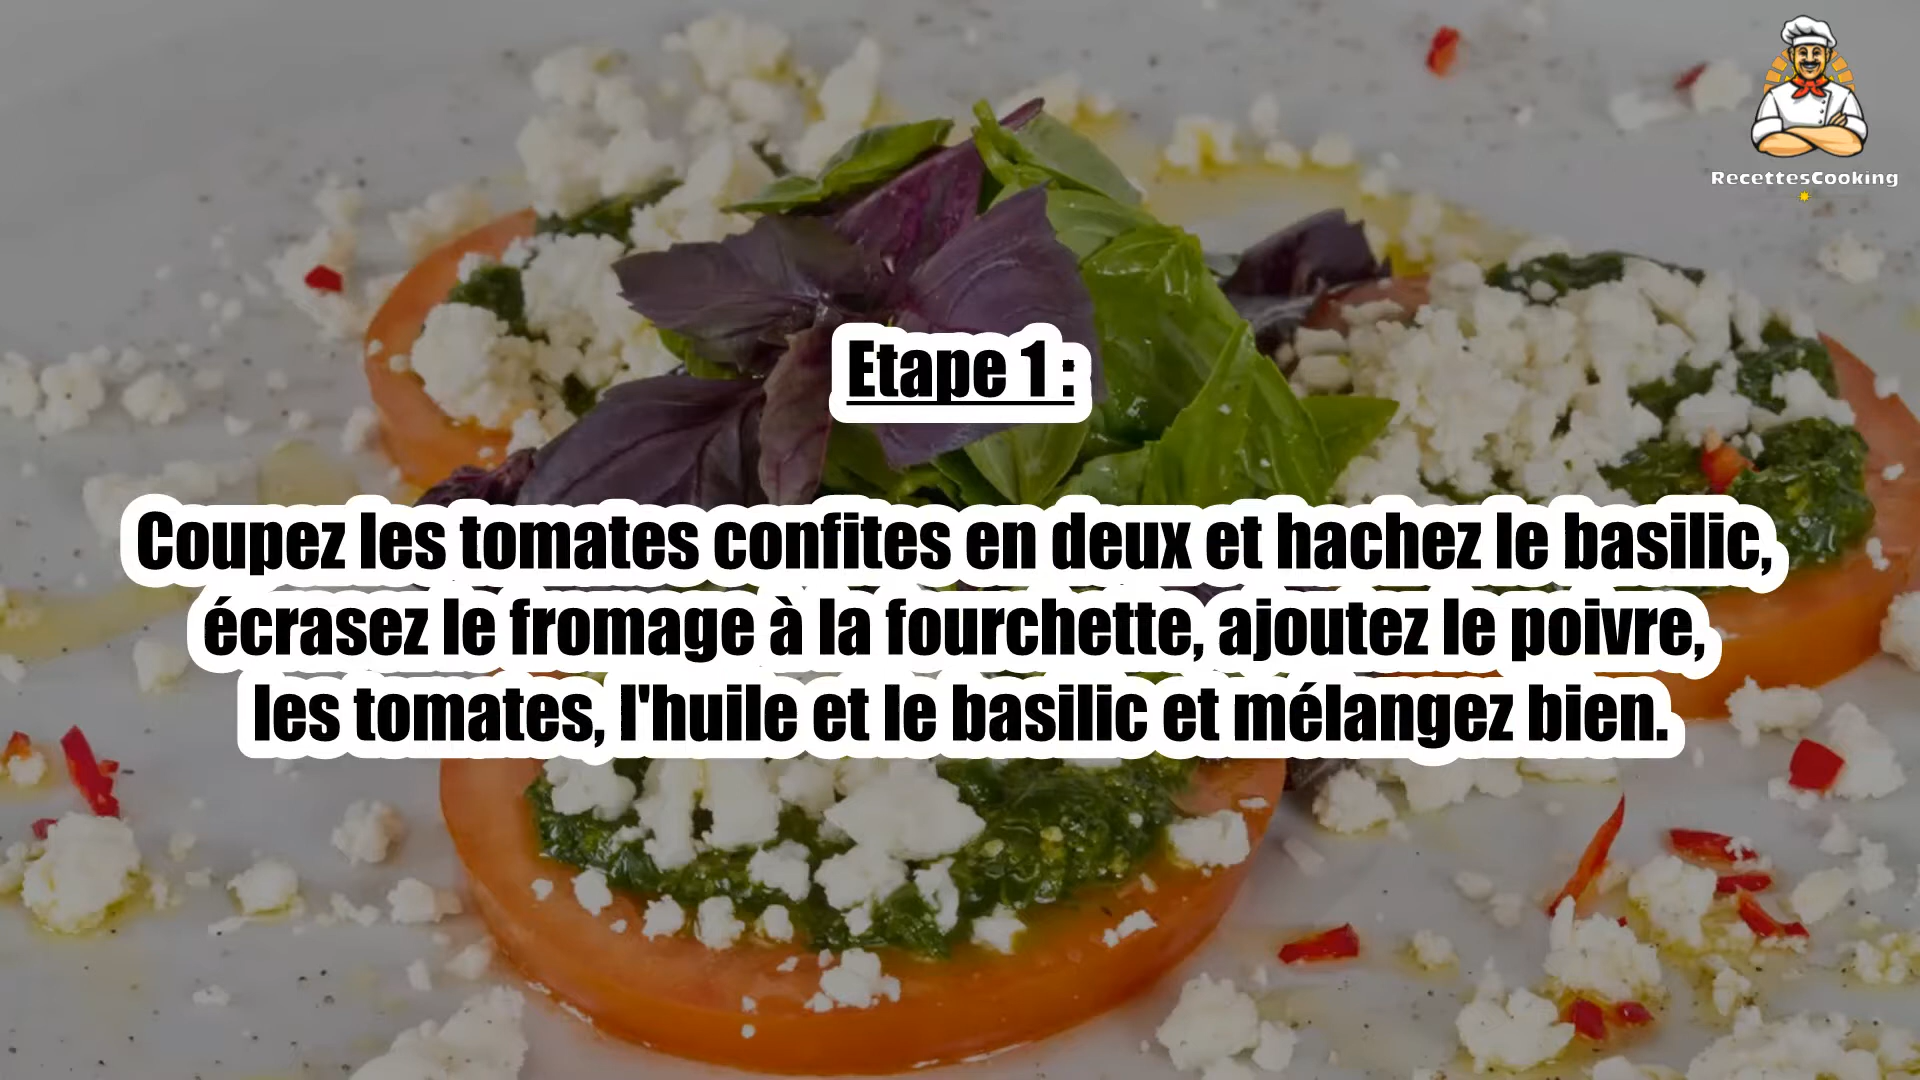 RecettesCooking
Etape 1 :
Coupez les tomates confites en deux et hachez le basilic,
écrasez le fromage à la fourchette, ajoutez le poivre,
les tomates, l'huile et le basilic et mélangez bien.